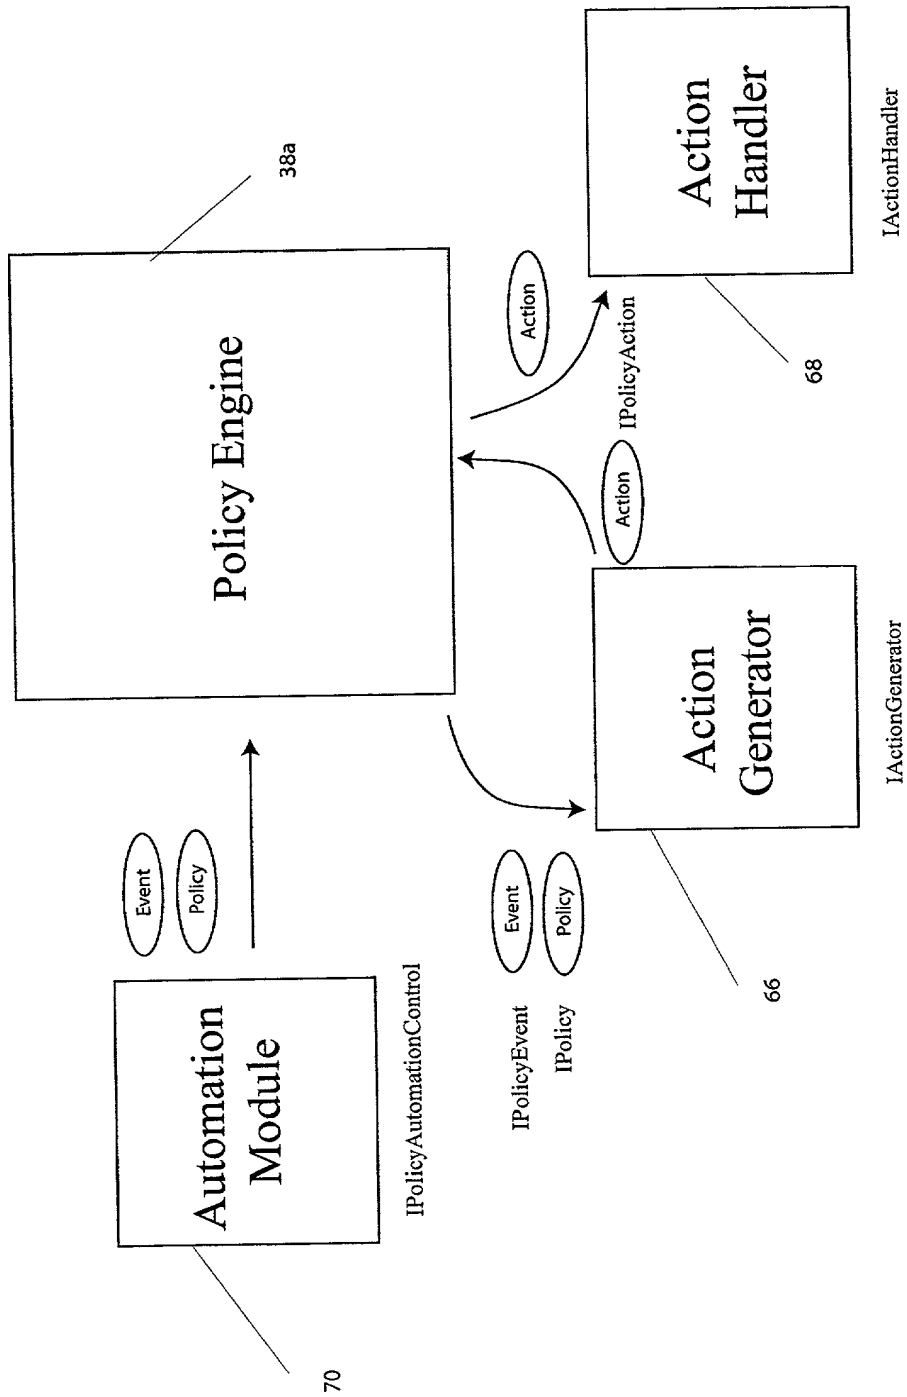 Automation
Module
70
IPolicyAutomationControl
Event
Policy
Policy Engine
38a
IPolicyEvent
Event
IPolicy
Policy
Action
Generator
66
IActionGenerator
Action
IPolicyAction
Action
Action
Handler
68
IActionHandler